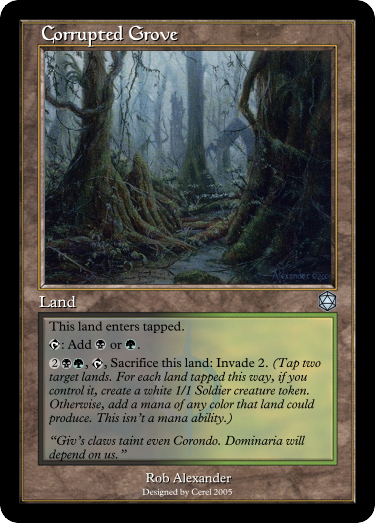 Corrupted Grove
Alexander
Land
This land enters tapped.
: Add or .
2, , Sacrifice this land: Invade 2. (Tap two
target lands. For each land tapped this way, if you
control it, create a white 1/1 Soldier creature token.
Otherwise, add a mana of any color that land could
produce. This isn't a mana ability.)
“Giv's claws taint even Corondo. Dominaria will
depend on us.”
Rob Alexander
Designed by Cerel 2005